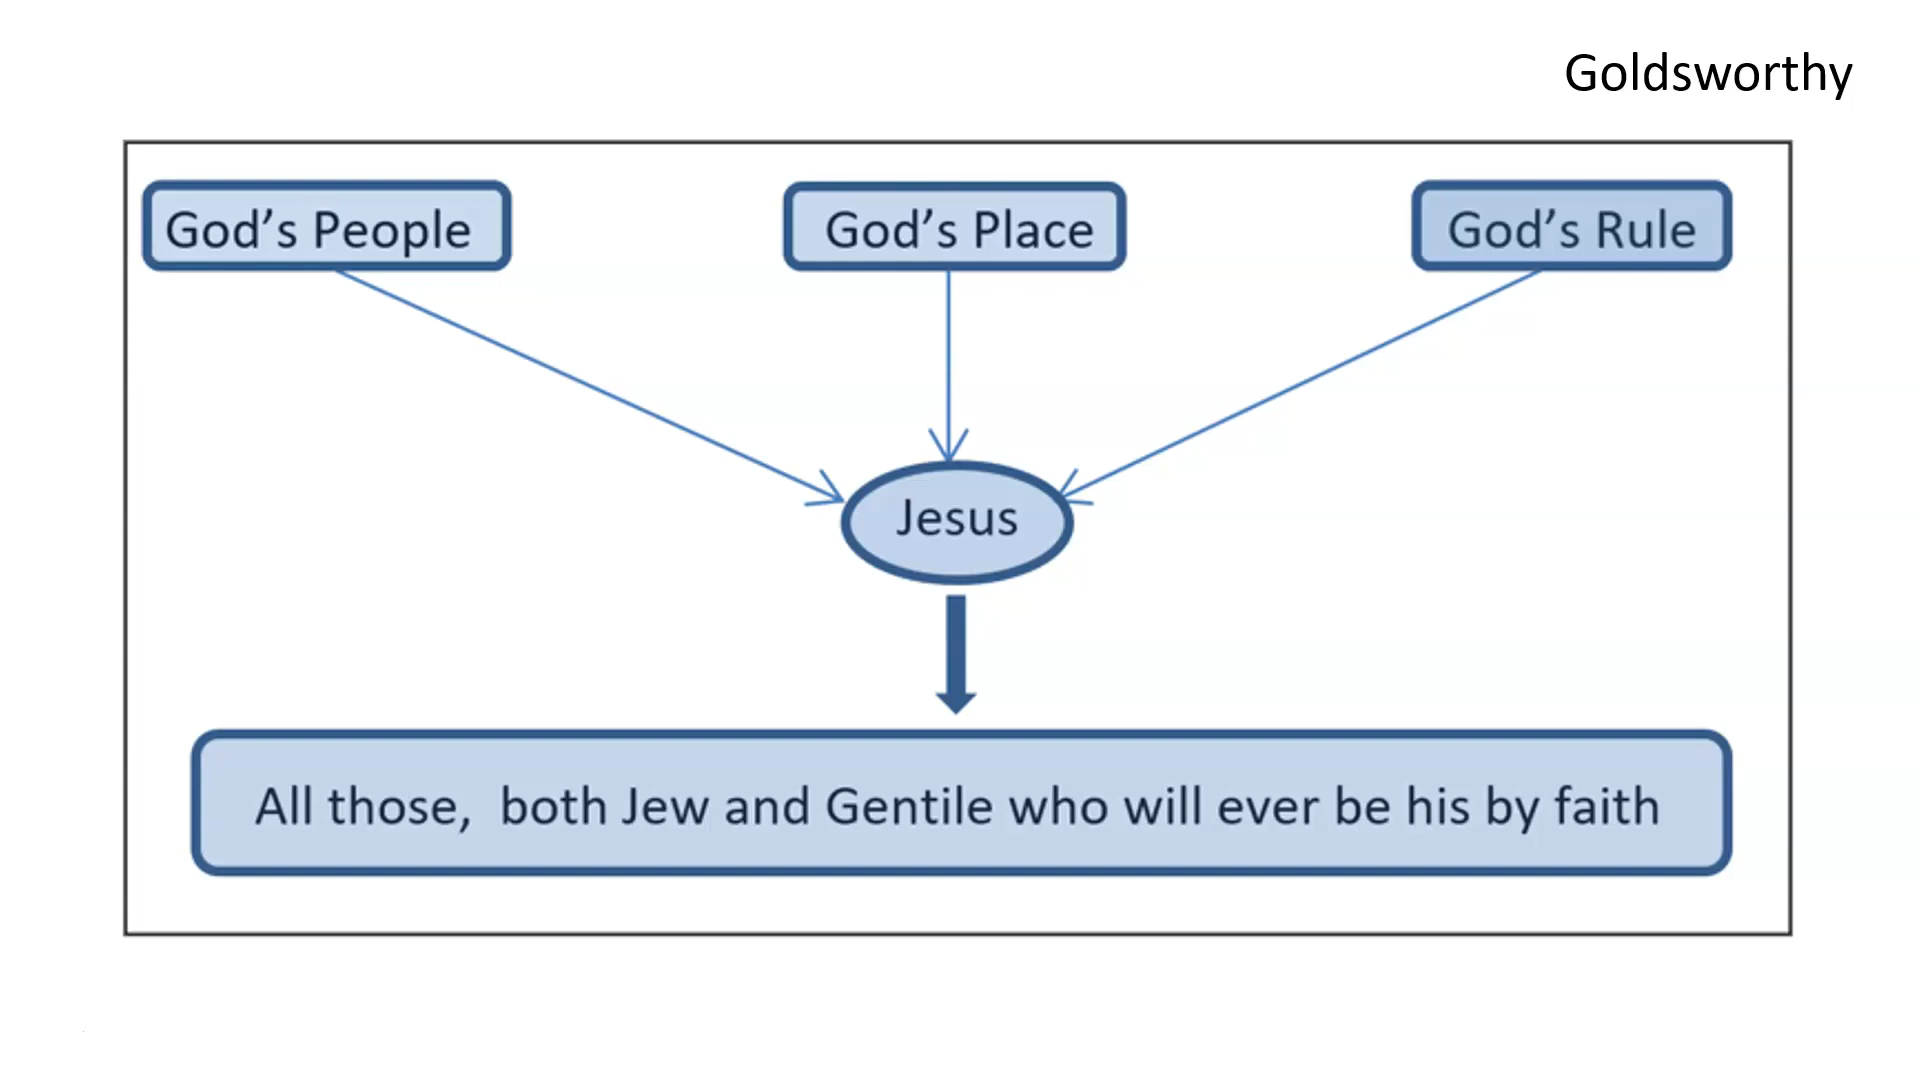 Goldsworthy
God’s People
God’s Place
God’s Rule
Jesus
All those,  both Jew and Gentile who will ever be his by faith